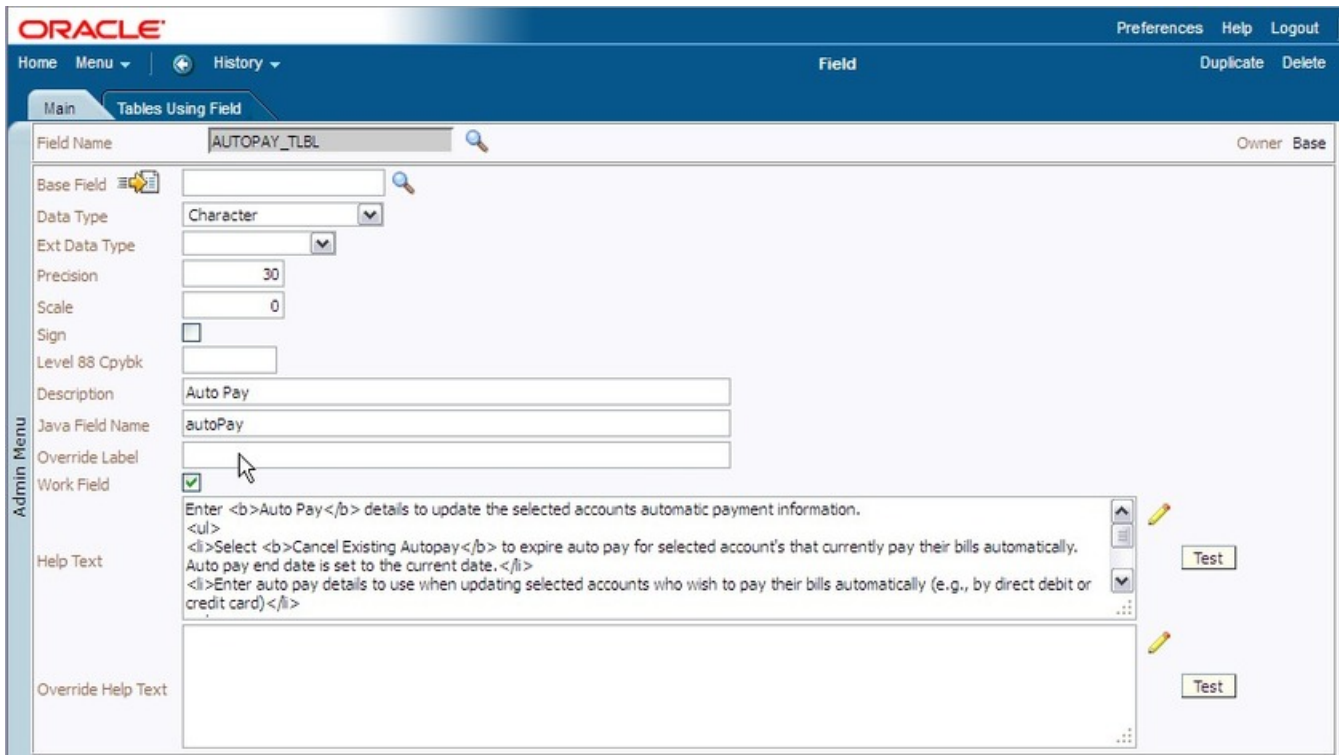 ORACLE
Preferences Help Logout
Home Menu History Field Duplicate Delete
Main Tables Using Field
Field Name AUTOPAY_TLBL Owner Base
Base Field
Data Type Character
Ext Data Type
Precision 30
Scale 0
Sign
Level 88 Cpybk
Description Auto Pay
Java Field Name autoPay
Override Label
Work Field
Admin Menu
Help Text
Enter <b>Auto Pay</b> details to update the selected accounts automatic payment information.
<ul>
<li>Select <b>Cancel Existing Autopay</b> to expire auto pay for selected account's that currently pay their bills automatically.
Auto pay end date is set to the current date.</li>
<li>Enter auto pay details to use when updating selected accounts who wish to pay their bills automatically (e.g., by direct debit or
credit card)</li>
Test
Override Help Text
Test